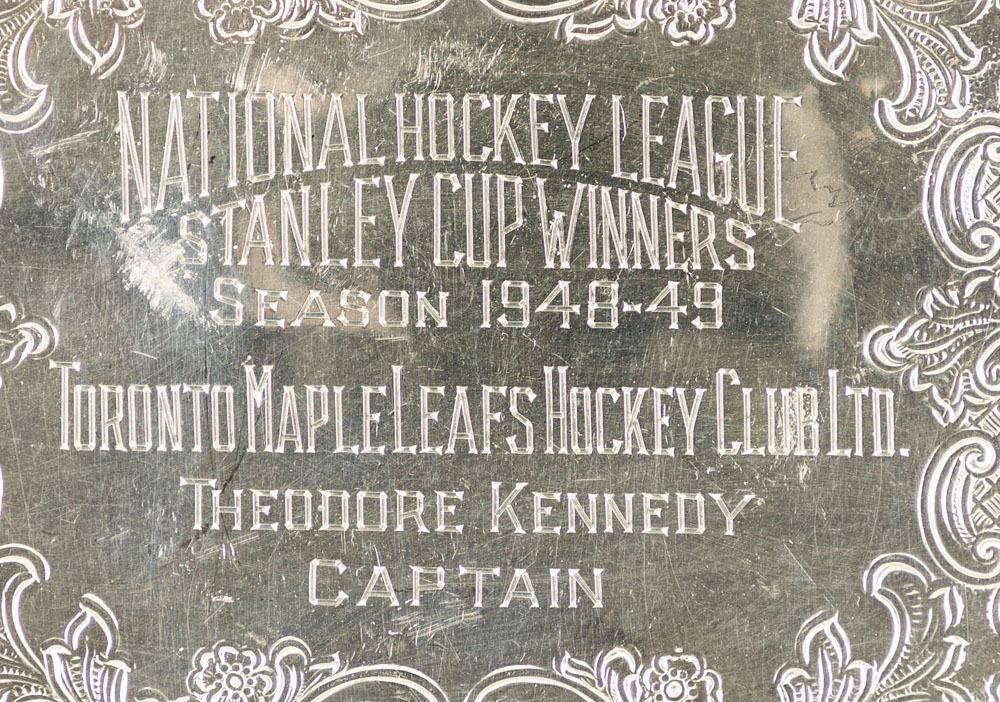 NATIONAL HOCKEY LEAGUE
STANLEY CUP WINNERS
SEASON 1948-49
TORONTO MAPLE LEAFS HOCKEY CLUB LTD.
THEODORE KENNEDY
CAPTAIN